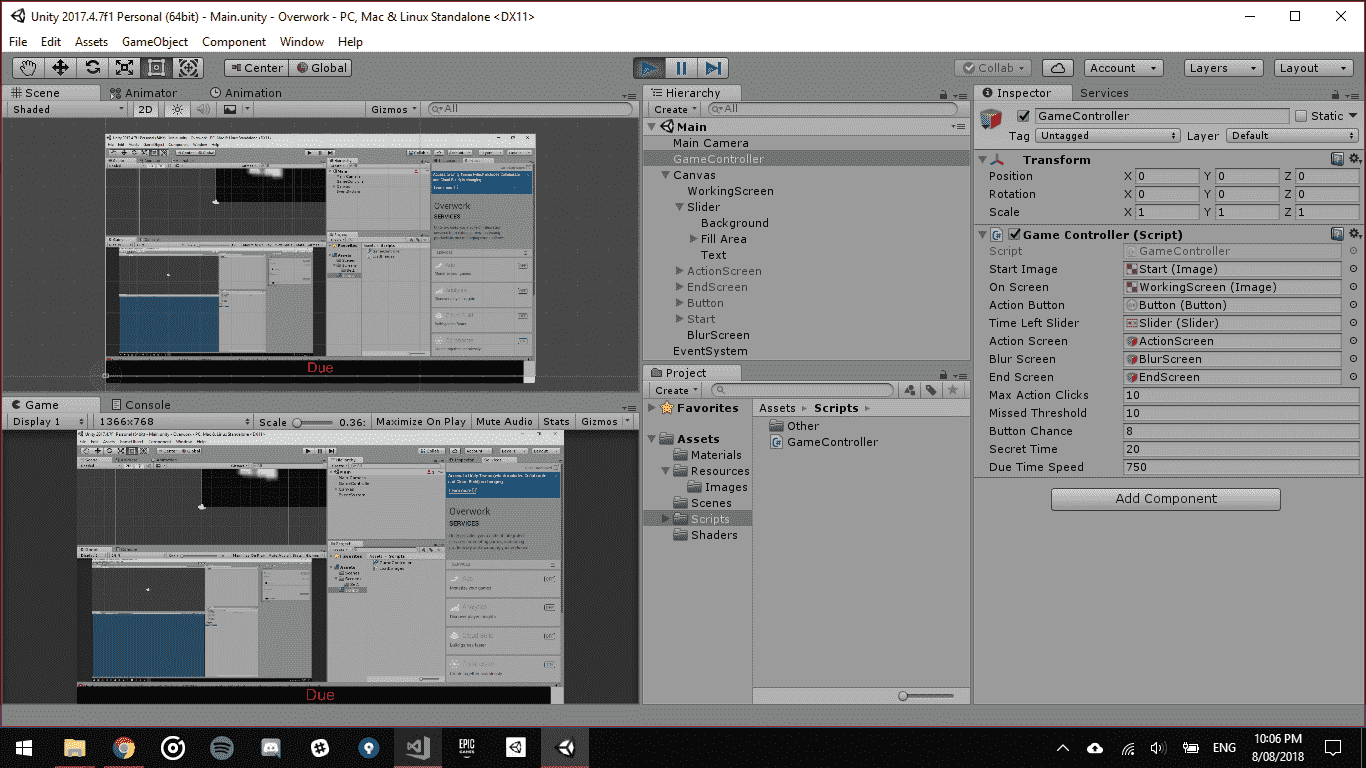 Unity 2017.4.7f1 Personal (64bit) - Main.unity - Overwork - PC, Mac & Linux Standalone <DX11>
File Edit Assets GameObject Component Window Help
Center Global Collab Account Layers Layout
Scene Animator Animation
Shaded 2D Gizmos All
Due
Game Console
Display 1 1366x768 Scale 0.36: Maximize On Play Mute Audio Stats Gizmos
Overwork
SERVICES
Due
Hierarchy
Create All
Main
Main Camera
GameController
Canvas
WorkingScreen
Slider
Background
Fill Area
Text
ActionScreen
EndScreen
Button
Start
BlurScreen
EventSystem
Project
Create
Favorites
Assets
Materials
Resources
Images
Scenes
Scripts
Shaders
Assets Scripts
Other
GameController
Inspector Services
GameController Static
Tag Untagged Layer Default
Transform
Position X 0 Y 0 Z 0
Rotation X 0 Y 0 Z 0
Scale X 1 Y 1 Z 1
Game Controller (Script)
Script GameController
Start Image Start (Image)
On Screen WorkingScreen (Image)
Action Button Button (Button)
Time Left Slider Slider (Slider)
Action Screen ActionScreen
Blur Screen BlurScreen
End Screen EndScreen
Max Action Clicks 10
Missed Threshold 10
Button Chance 8
Secret Time 20
Due Time Speed 750
Add Component
EPIC GAMES
ENG
10:06 PM
8/08/2018